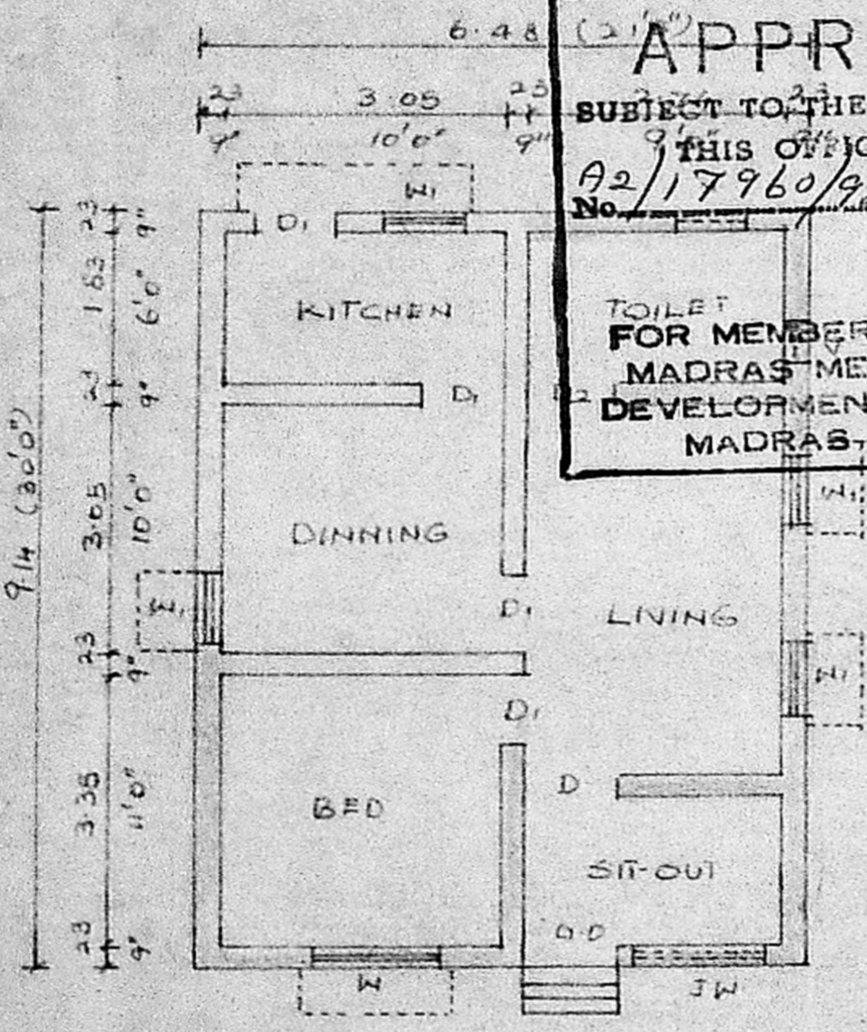 6.48 (21'3")
APPR
23 3.05 23
SUBJECT TO THE
9" 10'0" 9"
THIS OFFIC
A2/17960/9
No.
W1
D1
23 9"
1.83 6'0"
KITCHEN
TOILET
FOR MEMBER
MADRAS ME
23 9"
D1
D2
DEVELOPMEN
MADRAS-
9.14 (30'0")
3.05 10'0"
W1
DINNING
W1
D1
LIVING
23 9"
W1
D1
3.35 11'0"
BED
D
SIT-OUT
G.D
23 9"
W
JW